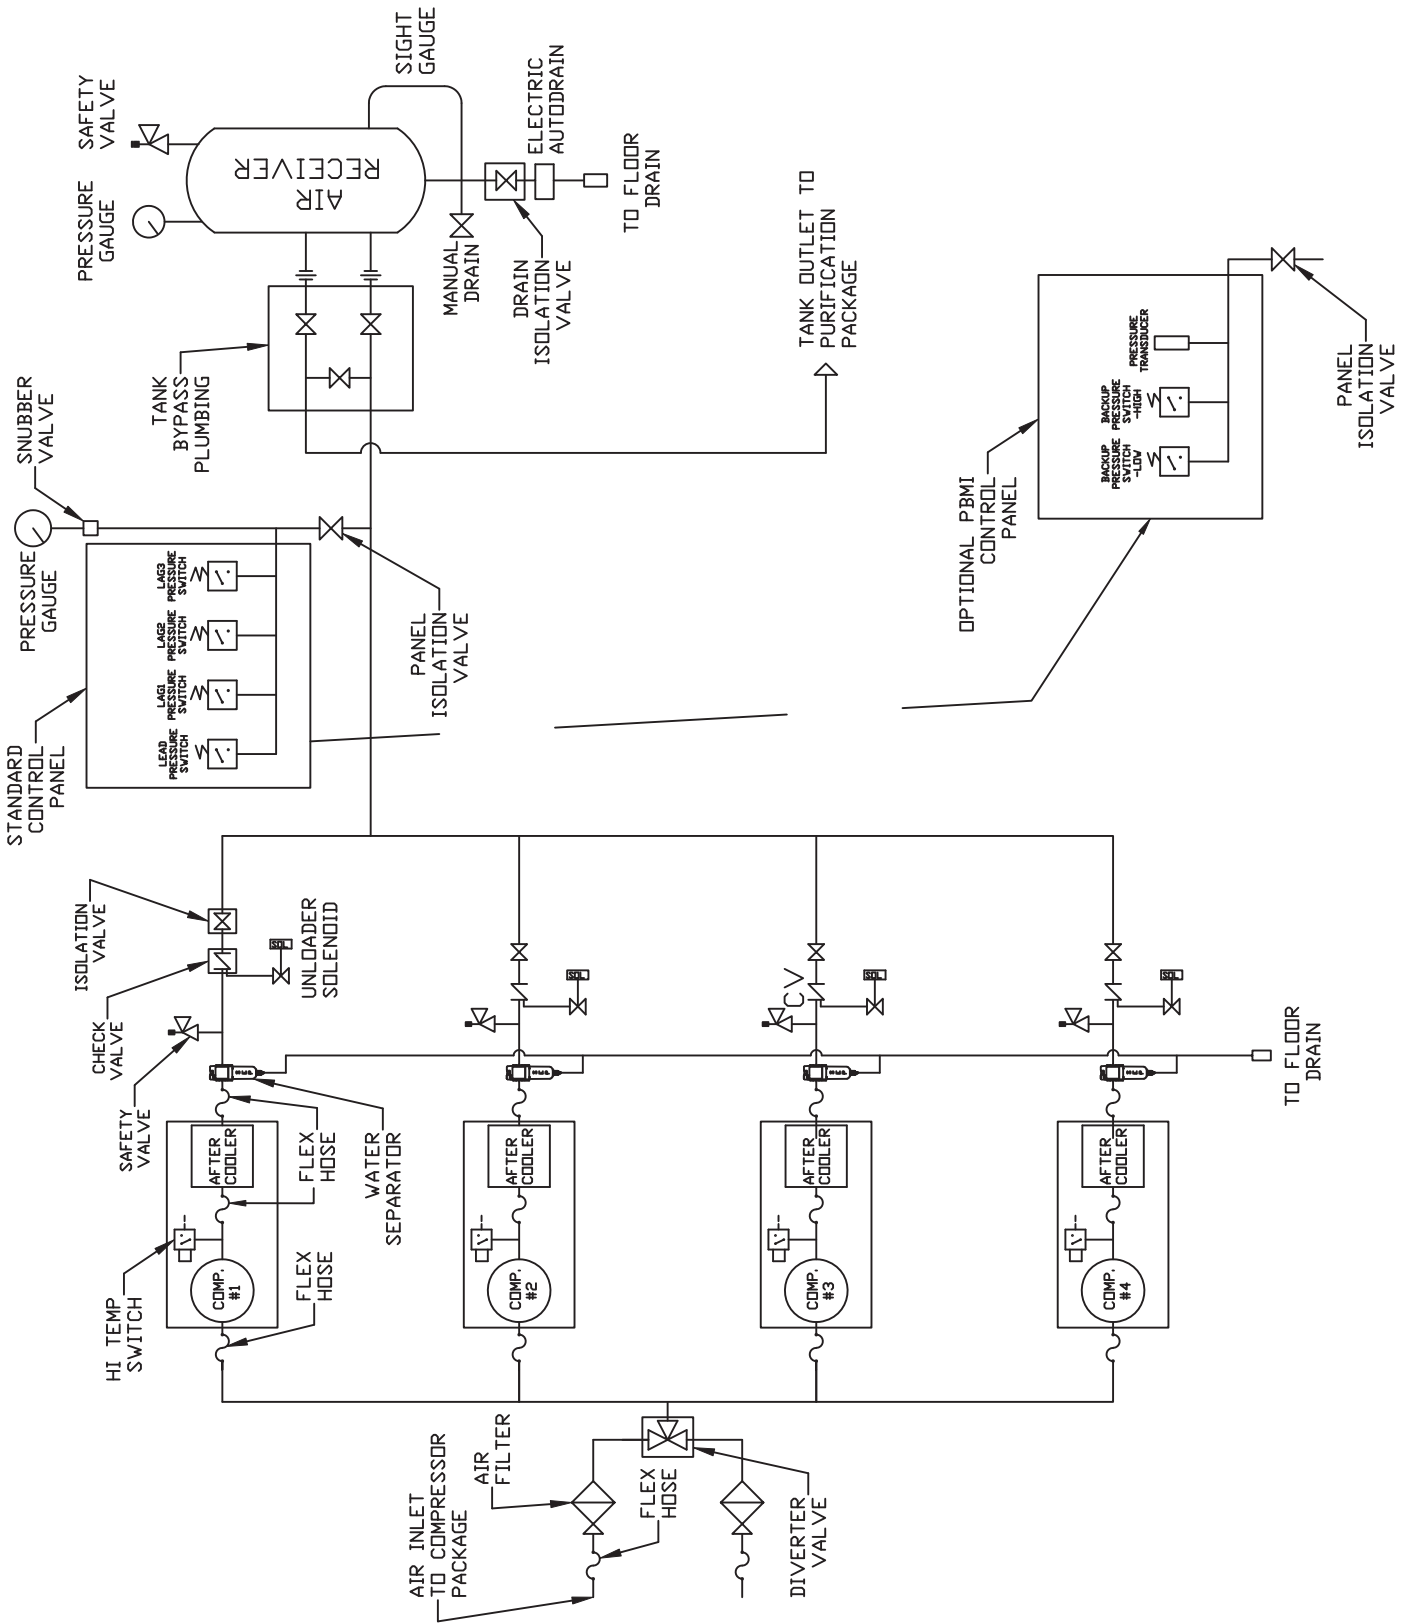 AIR INLET
TO COMPRESSOR
PACKAGE
AIR
FILTER
FLEX
HOSE
DIVERTER
VALVE
HI TEMP
SWITCH
FLEX
HOSE
COMP.
#1
COMP.
#2
COMP.
#3
COMP.
#4
SAFETY
VALVE
AFTER
COOLER
AFTER
COOLER
AFTER
COOLER
AFTER
COOLER
FLEX
HOSE
WATER
SEPARATOR
TO FLOOR
DRAIN
CHECK
VALVE
ISOLATION
VALVE
SOL
UNLOADER
SOLENOID
SOL
CV
SOL
SOL
STANDARD
CONTROL
PANEL
LEAD
PRESSURE
SWITCH
LAG1
PRESSURE
SWITCH
LAG2
PRESSURE
SWITCH
LAG3
PRESSURE
SWITCH
PANEL
ISOLATION
VALVE
PRESSURE
GAUGE
SNUBBER
VALVE
TANK
BYPASS
PLUMBING
OPTIONAL PBMI
CONTROL
PANEL
BACKUP
PRESSURE
SWITCH
-LOW
BACKUP
PRESSURE
SWITCH
-HIGH
PRESSURE
TRANSDUCER
PANEL
ISOLATION
VALVE
TANK OUTLET TO
PURIFICATION
PACKAGE
PRESSURE
GAUGE
SAFETY
VALVE
AIR
RECEIVER
SIGHT
GAUGE
MANUAL
DRAIN
DRAIN
ISOLATION
VALVE
ELECTRIC
AUTODRAIN
TO FLOOR
DRAIN